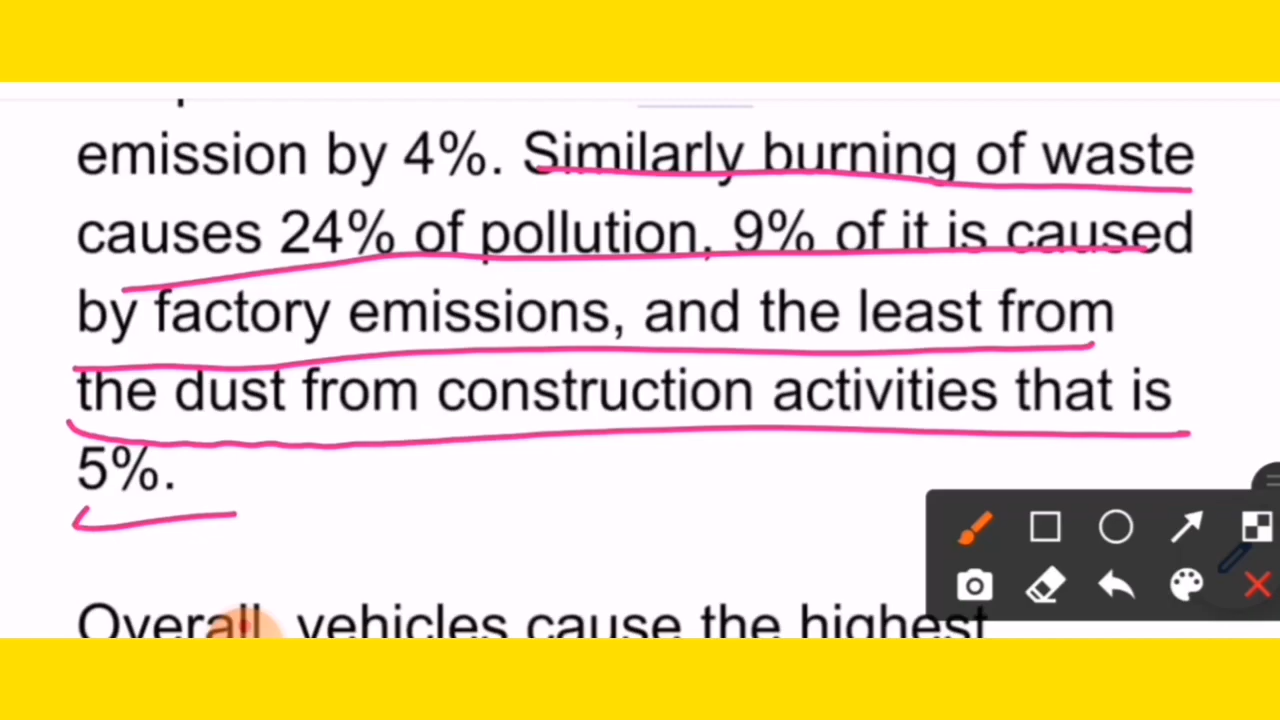 emission by 4%. Similarly burning of waste
causes 24% of pollution, 9% of it is caused
by factory emissions, and the least from
the dust from construction activities that is
5%.
Overall, vehicles cause the highest